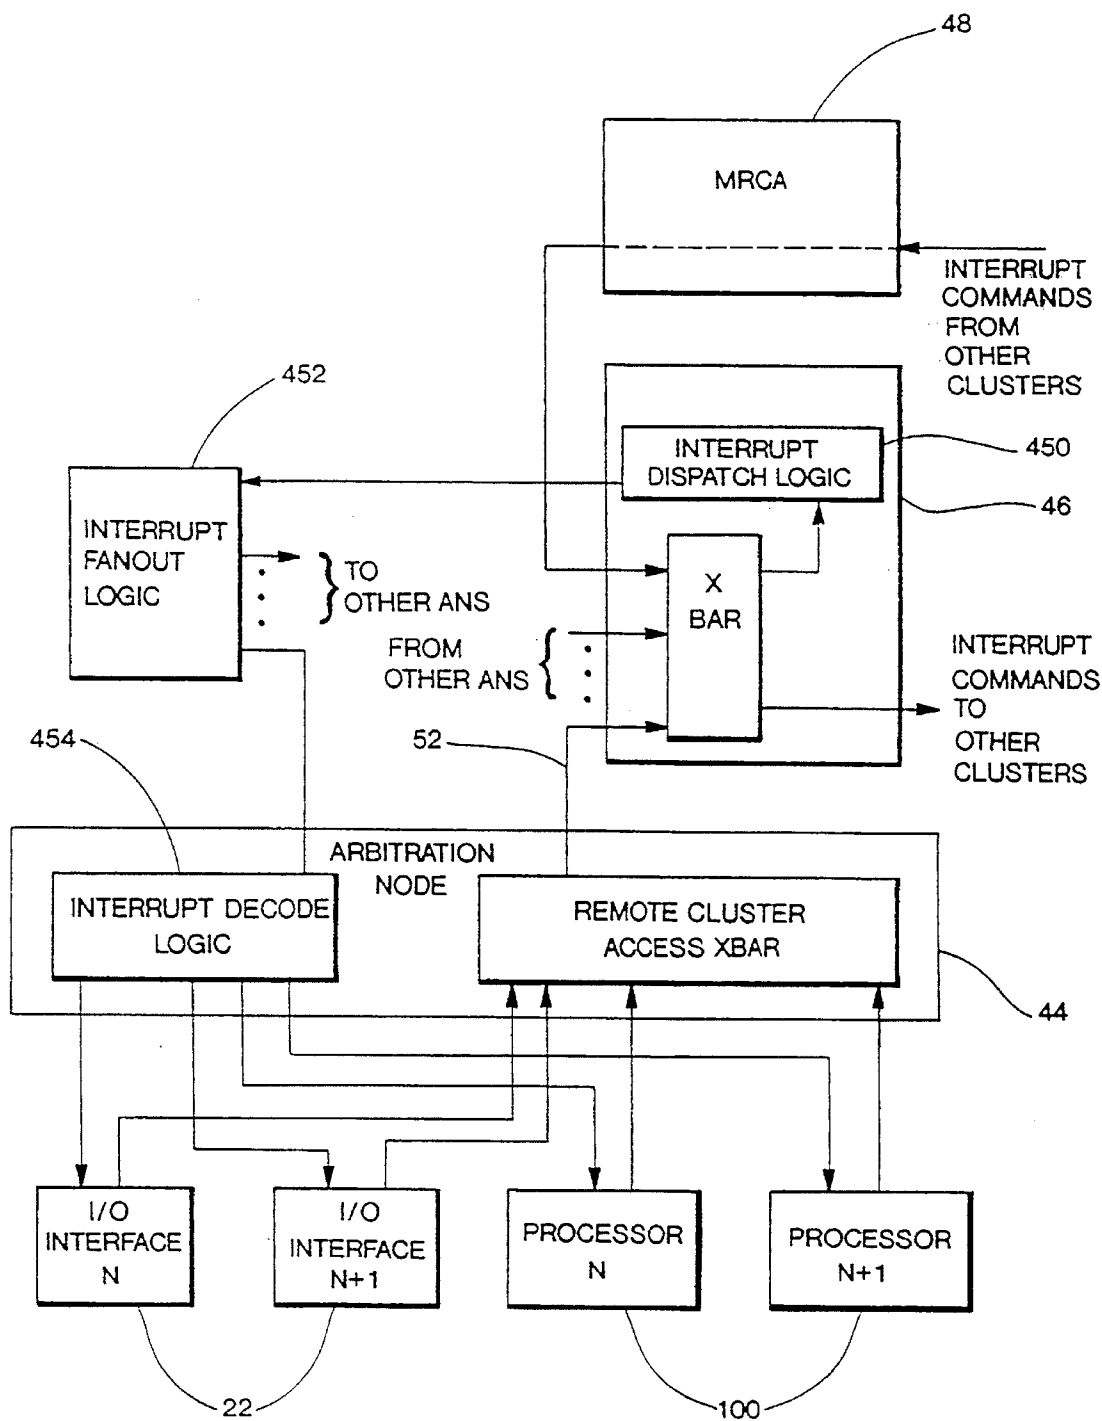 48
MRCA
INTERRUPT
COMMANDS
FROM
OTHER
CLUSTERS
452
INTERRUPT
DISPATCH LOGIC
450
46
INTERRUPT
FANOUT
LOGIC
TO
OTHER ANS
X
BAR
FROM
OTHER ANS
INTERRUPT
COMMANDS
TO
OTHER
CLUSTERS
52
454
ARBITRATION
NODE
INTERRUPT DECODE
LOGIC
REMOTE CLUSTER
ACCESS XBAR
44
I/O
INTERFACE
N
I/O
INTERFACE
N+1
PROCESSOR
N
PROCESSOR
N+1
22
100